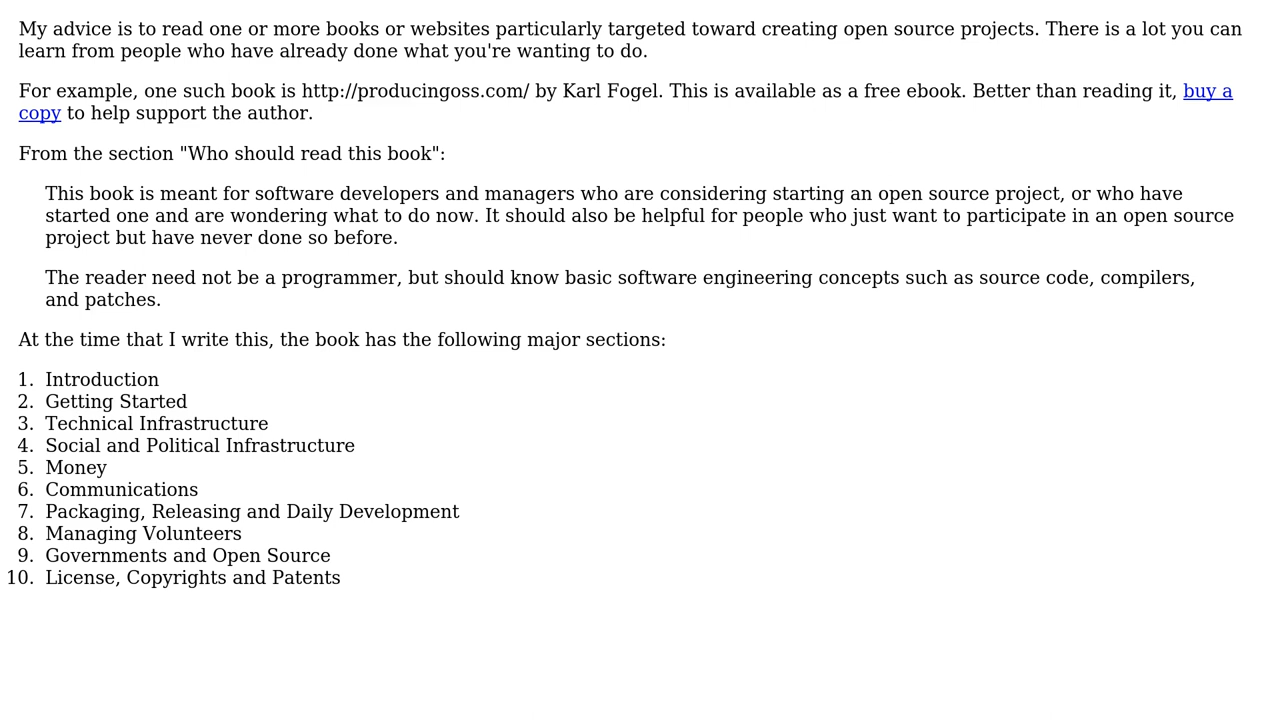 My advice is to read one or more books or websites particularly targeted toward creating open source projects. There is a lot you can
learn from people who have already done what you're wanting to do.
For example, one such book is http://producingoss.com/ by Karl Fogel. This is available as a free ebook. Better than reading it, buy a
copy to help support the author.
From the section "Who should read this book":
This book is meant for software developers and managers who are considering starting an open source project, or who have
started one and are wondering what to do now. It should also be helpful for people who just want to participate in an open source
project but have never done so before.
The reader need not be a programmer, but should know basic software engineering concepts such as source code, compilers,
and patches.
At the time that I write this, the book has the following major sections:
1. Introduction
2. Getting Started
3. Technical Infrastructure
4. Social and Political Infrastructure
5. Money
6. Communications
7. Packaging, Releasing and Daily Development
8. Managing Volunteers
9. Governments and Open Source
10. License, Copyrights and Patents